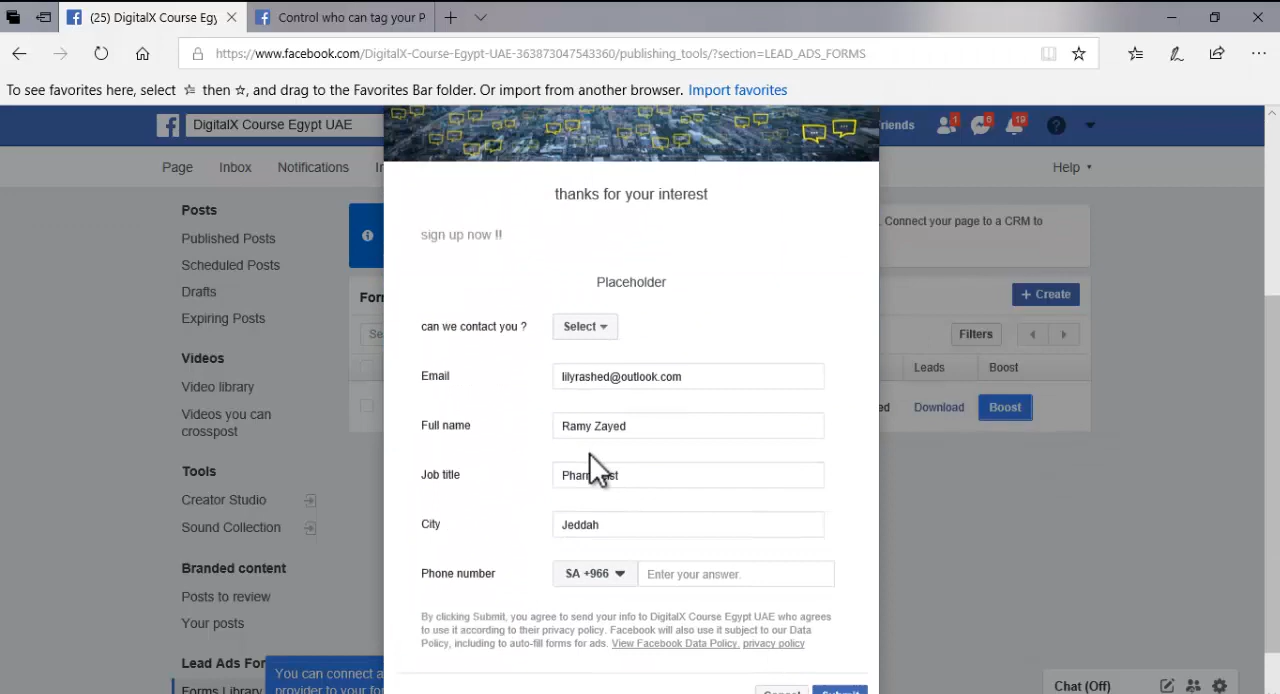 (25) DigitalX Course Eg
Control who can tag your P
https://www.facebook.com/DigitalX-Course-Egypt-UAE-363873047543360/publishing_tools/?section=LEAD_ADS_FORMS
To see favorites here, select ☆ then ☆, and drag to the Favorites Bar folder. Or import from another browser. Import favorites
DigitalX Course Egypt UAE
1
6
19
Page
Inbox
Notifications
Help
thanks for your interest
Posts
Published Posts
Scheduled Posts
Drafts
Expiring Posts
. Connect your page to a CRM to
sign up now !!
Placeholder
+ Create
can we contact you ?
Select
Filters
Videos
Video library
Videos you can
crosspost
Leads
Boost
Email
lilyrashed@outlook.com
Download
Boost
Full name
Ramy Zayed
Tools
Creator Studio
Sound Collection
Job title
City
Jeddah
Branded content
Posts to review
Your posts
Phone number
SA +966
Enter your answer.
By clicking Submit, you agree to send your info to DigitalX Course Egypt UAE who agrees
to use it according to their privacy policy. Facebook will also use it subject to our Data
Policy, including to auto-fill forms for ads. View Facebook Data Policy. privacy policy
Lead Ads For
Forms Library
You can connect a
provider to your for
Cancel
Submit
Chat (Off)